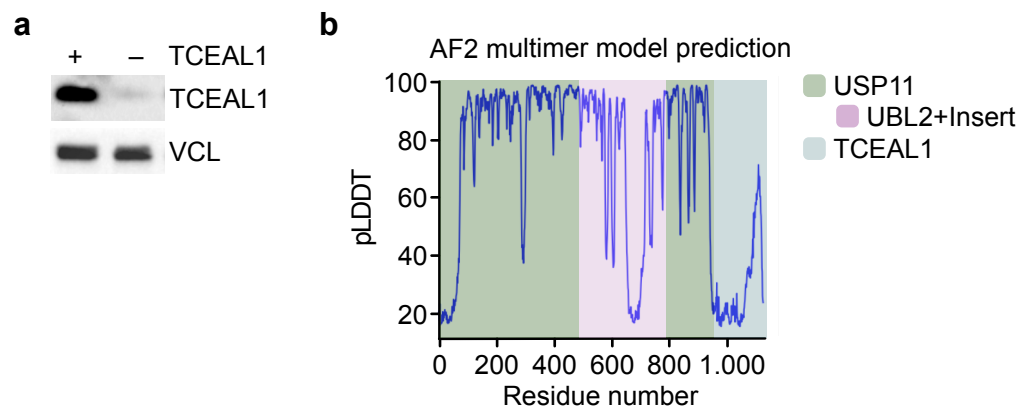 a
+ – TCEAL1
TCEAL1
VCL
b
AF2 multimer model prediction
100
80
60
40
20
pLDDT
0 200 400 600 800 1.000
Residue number
USP11
UBL2+Insert
TCEAL1